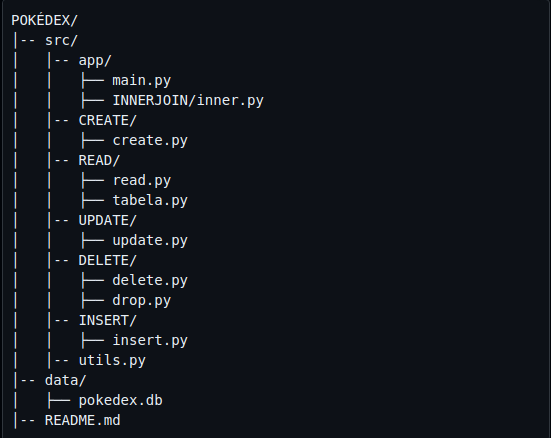 POKÉDEX/
|-- src/
│   |-- app/
│   │   ├── main.py
│   │   ├── INNERJOIN/inner.py
│   |-- CREATE/
│   │   ├── create.py
│   |-- READ/
│   │   ├── read.py
│   │   ├── tabela.py
│   |-- UPDATE/
│   │   ├── update.py
│   |-- DELETE/
│   │   ├── delete.py
│   │   ├── drop.py
│   |-- INSERT/
│   │   ├── insert.py
│   |-- utils.py
|-- data/
│   ├── pokedex.db
|-- README.md